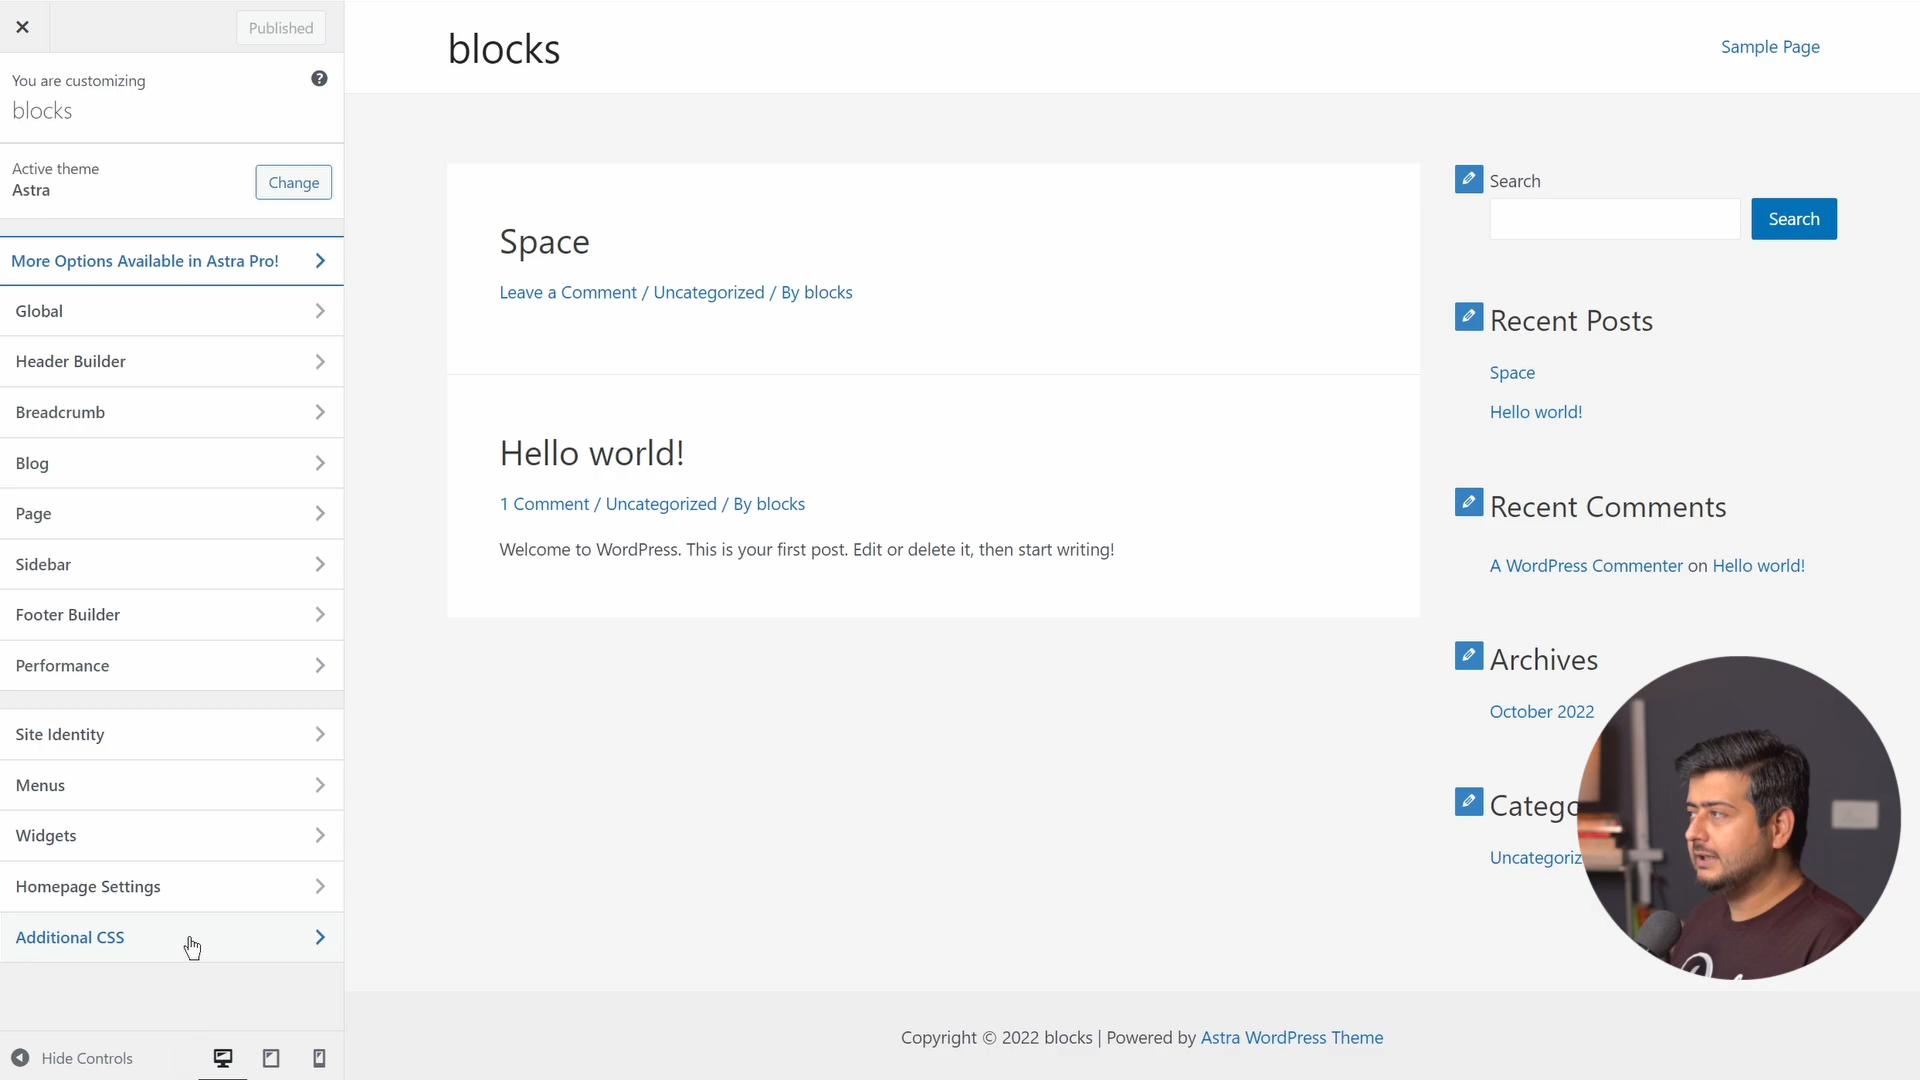 Published
You are customizing
blocks
Active theme
Astra
Change
More Options Available in Astra Pro!
Global
Header Builder
Breadcrumb
Blog
Page
Sidebar
Footer Builder
Performance
Site Identity
Menus
Widgets
Homepage Settings
Additional CSS
Hide Controls
blocks
Sample Page
Space
Leave a Comment / Uncategorized / By blocks
Hello world!
1 Comment / Uncategorized / By blocks
Welcome to WordPress. This is your first post. Edit or delete it, then start writing!
Search
Search
Recent Posts
Space
Hello world!
Recent Comments
A WordPress Commenter on Hello world!
Archives
October 2022
Catego
Uncategoriz
Copyright © 2022 blocks | Powered by Astra WordPress Theme